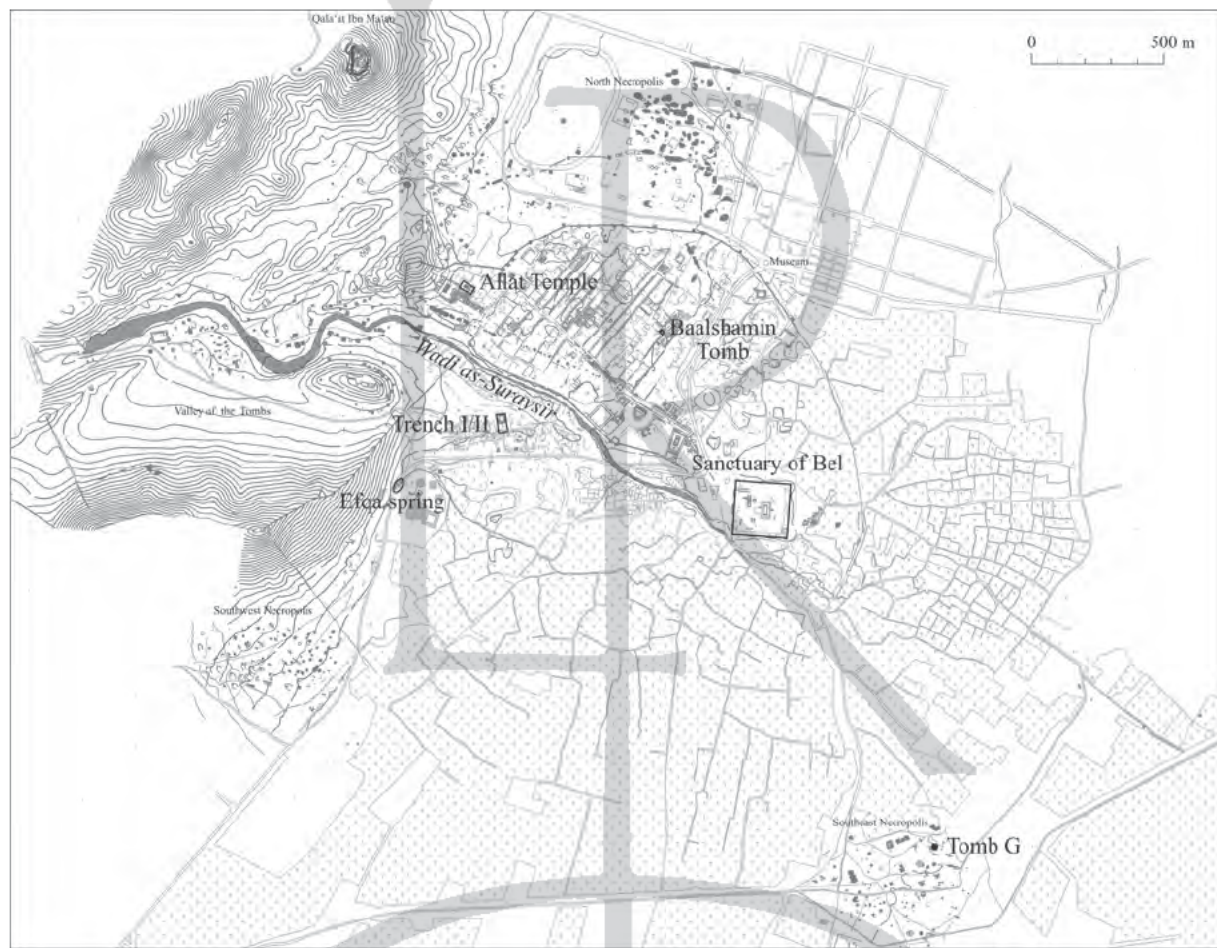 Qala'at Ibn Ma'an
0 500 m
North Necropolis
Museum
Allat Temple
Baalshamin
Tomb
Wadi as-Suraysir
Valley of the Tombs
Trench I/II
Sanctuary of Bel
Efqa spring
Southwest Necropolis
Southeast Necropolis
Tomb G